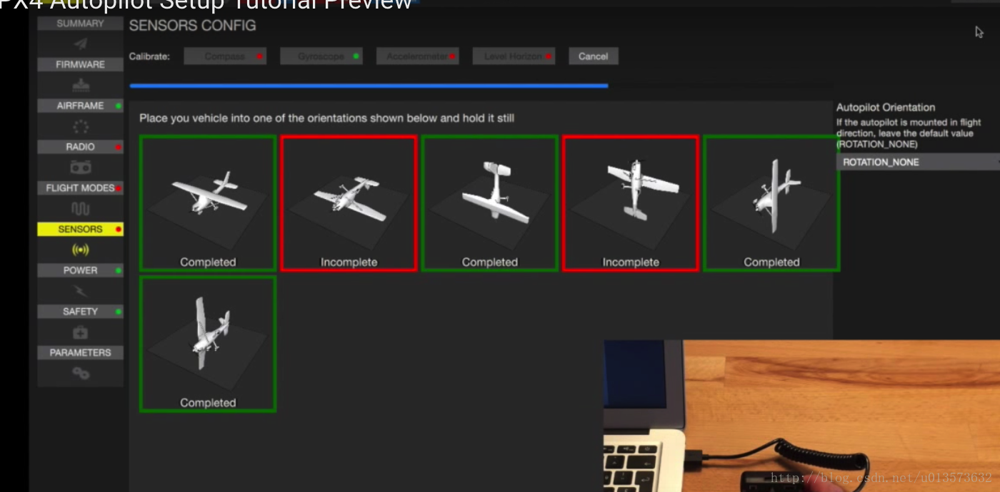 PX4 Autopilot Setup Tutorial Preview
SUMMARY
FIRMWARE
AIRFRAME
RADIO
FLIGHT MODES
SENSORS
POWER
SAFETY
PARAMETERS
SENSORS CONFIG
Calibrate: Compass Gyroscope Accelerometer Level Horizon Cancel
Place you vehicle into one of the orientations shown below and hold it still
Completed Incomplete Completed Incomplete Completed
Completed
Autopilot Orientation
If the autopilot is mounted in flight
direction, leave the default value
(ROTATION_NONE)
ROTATION_NONE
http://blog.csdn.net/u013573632